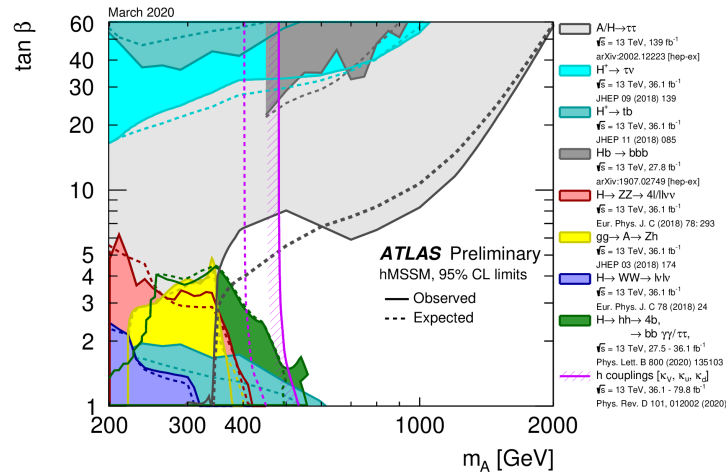 March 2020
tan β
60
40
30
20
10
5
4
3
2
1
200
300
400
1000
2000
m_A [GeV]
ATLAS Preliminary
hMSSM, 95% CL limits
Observed
Expected
A/H→ττ
√s = 13 TeV, 139 fb⁻¹
arXiv:2002.12223 [hep-ex]
H⁺→ τν
√s = 13 TeV, 36.1 fb⁻¹
JHEP 09 (2018) 139
H⁺→ tb
√s = 13 TeV, 36.1 fb⁻¹
JHEP 11 (2018) 085
Hb → bbb
√s = 13 TeV, 27.8 fb⁻¹
arXiv:1907.02749 [hep-ex]
H→ ZZ→ 4l/llνν
√s = 13 TeV, 36.1 fb⁻¹
Eur. Phys. J. C (2018) 78: 293
gg→ A→ Zh
√s = 13 TeV, 36.1 fb⁻¹
JHEP 03 (2018) 174
H→ WW→ lνlν
√s = 13 TeV, 36.1 fb⁻¹
Eur. Phys. J. C 78 (2018) 24
H→ hh→ 4b,
→ bb γγ/ττ,
√s = 13 TeV, 27.5 - 36.1 fb⁻¹
Phys. Lett. B 800 (2020) 135103
h couplings [κ_V, κ_u, κ_d]
√s = 13 TeV, 36.1 - 79.8 fb⁻¹
Phys. Rev. D 101, 012002 (2020)